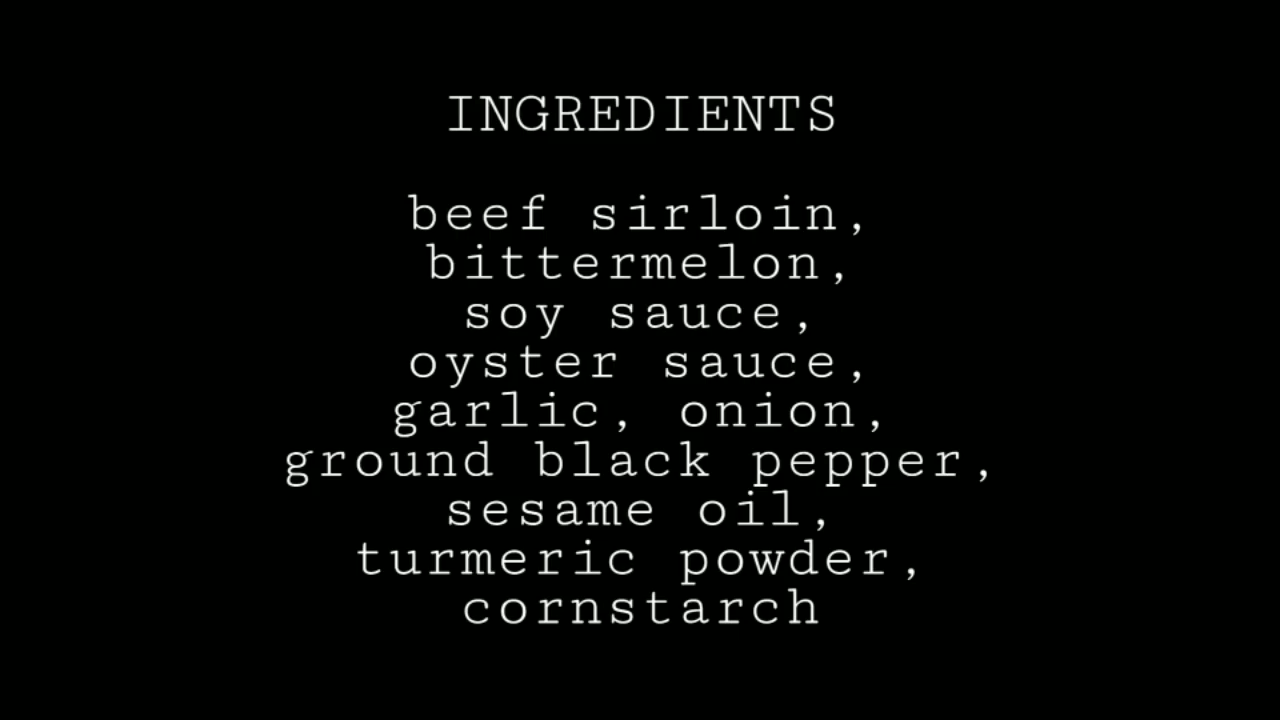 INGREDIENTS
beef sirloin,
bittermelon,
soy sauce,
oyster sauce,
garlic, onion,
ground black pepper,
sesame oil,
turmeric powder,
cornstarch